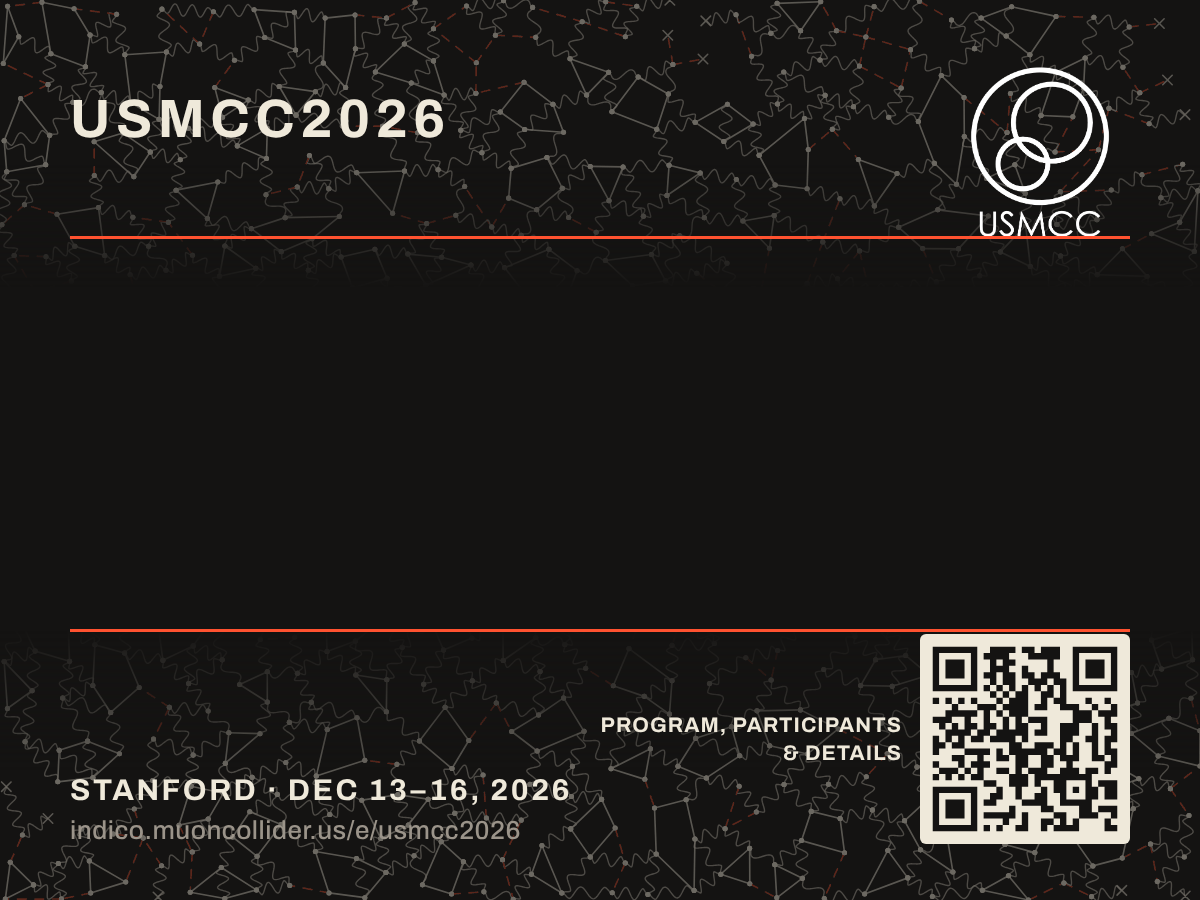 USMCC2026
USMCC
PROGRAM, PARTICIPANTS
& DETAILS
STANFORD · DEC 13–16, 2026
indico.muoncollider.us/e/usmcc2026